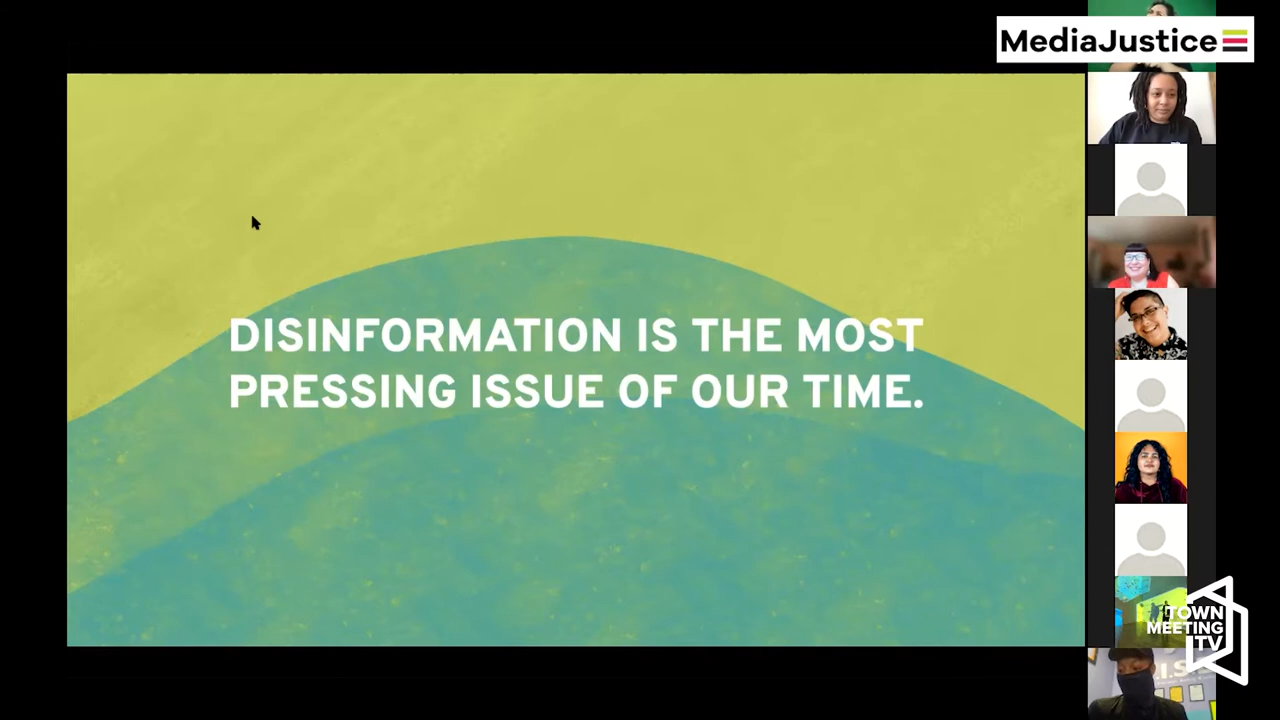 MediaJustice
DISINFORMATION IS THE MOST
PRESSING ISSUE OF OUR TIME.
TOWN
MEETING
TV